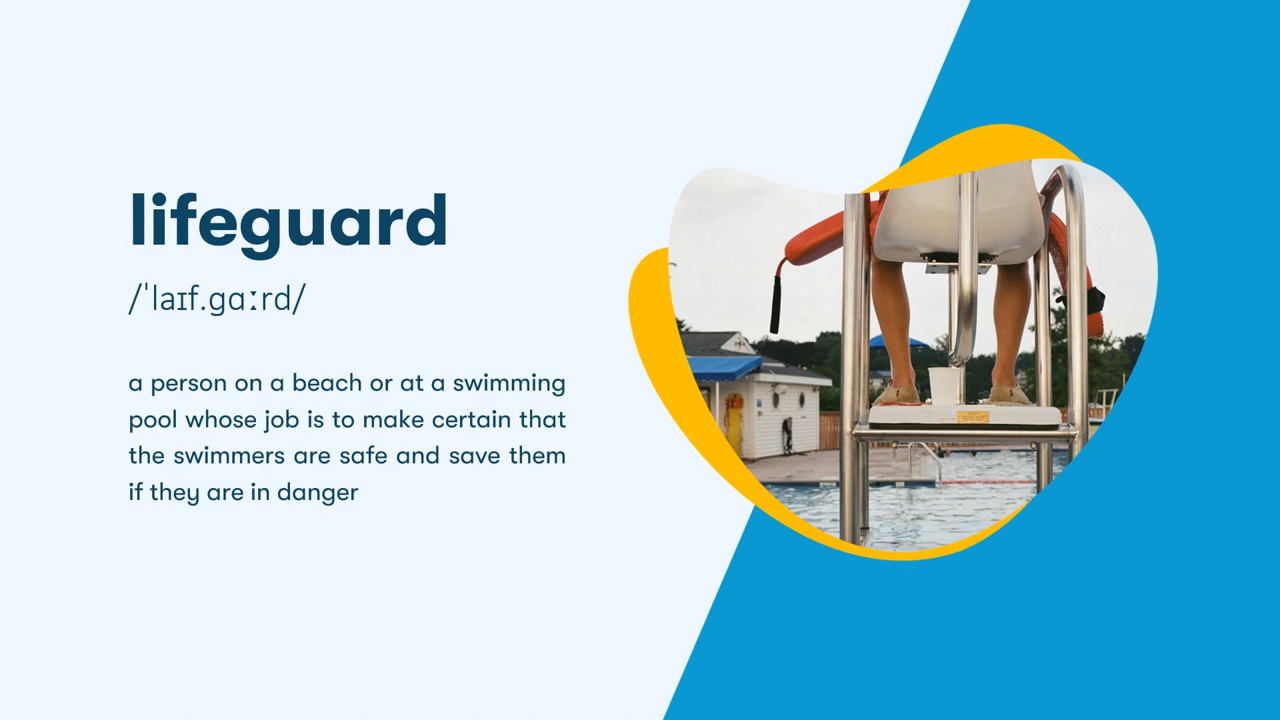 lifeguard
/ˈlaɪf.ɡɑːrd/
a person on a beach or at a swimming
pool whose job is to make certain that
the swimmers are safe and save them
if they are in danger